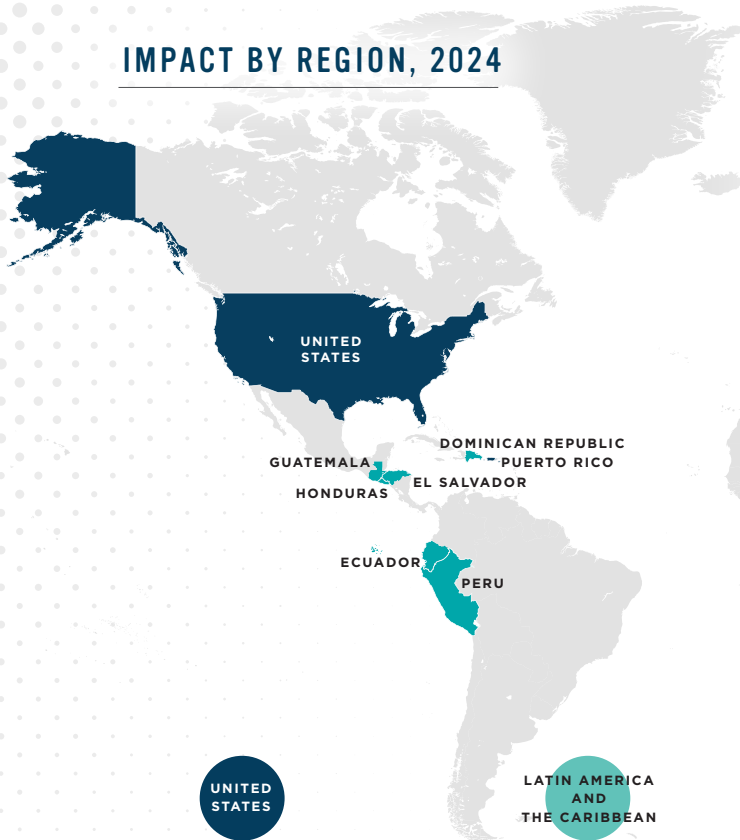 IMPACT BY REGION, 2024
UNITED
STATES
DOMINICAN REPUBLIC
GUATEMALA
PUERTO RICO
EL SALVADOR
HONDURAS
ECUADOR
PERU
UNITED
STATES
LATIN AMERICA
AND
THE CARIBBEAN